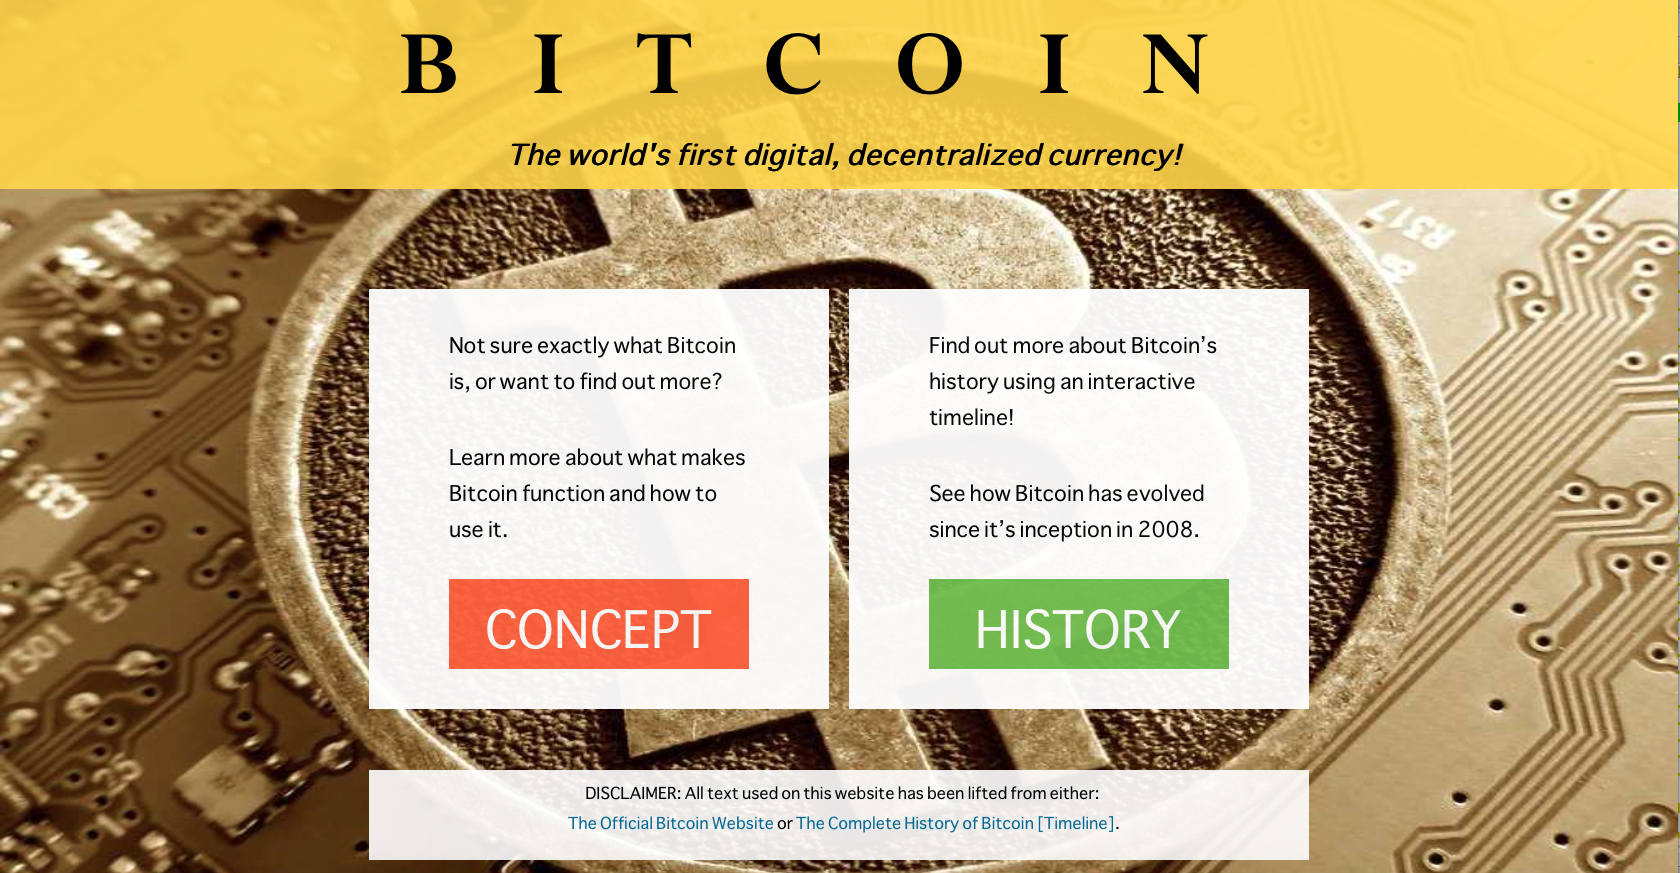 B I T C O I N
The world's first digital, decentralized currency!
Not sure exactly what Bitcoin
is, or want to find out more?
Learn more about what makes
Bitcoin function and how to
use it.
CONCEPT
Find out more about Bitcoin’s
history using an interactive
timeline!
See how Bitcoin has evolved
since it’s inception in 2008.
HISTORY
R317
DISCLAIMER: All text used on this website has been lifted from either:
The Official Bitcoin Website or The Complete History of Bitcoin [Timeline].